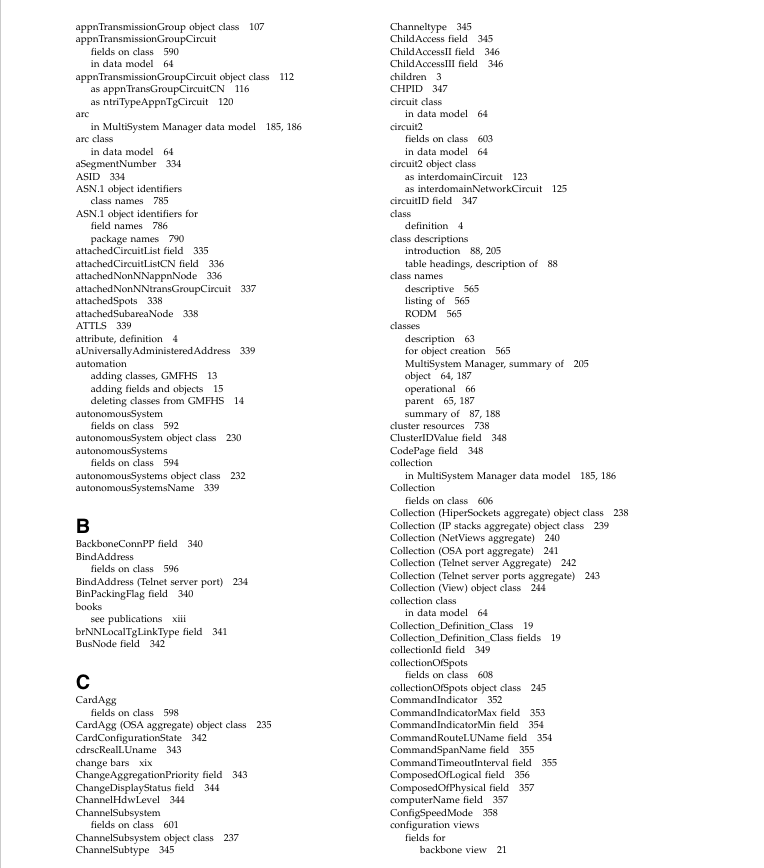 appnTransmissionGroup object class 107
appnTransmissionGroupCircuit
fields on class 590
in data model 64
appnTransmissionGroupCircuit object class 112
as appnTransGroupCircuitCN 116
as ntriTypeAppnTgCircuit 120
arc
in MultiSystem Manager data model 185, 186
arc class
in data model 64
aSegmentNumber 334
ASID 334
ASN.1 object identifiers
class names 785
ASN.1 object identifiers for
field names 786
package names 790
attachedCircuitList field 335
attachedCircuitListCN field 336
attachedNonNNappnNode 336
attachedNonNNtransGroupCircuit 337
attachedSpots 338
attachedSubareaNode 338
ATTLS 339
attribute, definition 4
aUniversallyAdministeredAddress 339
automation
adding classes, GMFHS 13
adding fields and objects 15
deleting classes from GMFHS 14
autonomousSystem
fields on class 592
autonomousSystem object class 230
autonomousSystems
fields on class 594
autonomousSystems object class 232
autonomousSystemsName 339
B
BackboneConnPP field 340
BindAddress
fields on class 596
BindAddress (Telnet server port) 234
BinPackingFlag field 340
books
see publications xiii
brNNLocalTgLinkType field 341
BusNode field 342
C
CardAgg
fields on class 598
CardAgg (OSA aggregate) object class 235
CardConfigurationState 342
cdrscRealLUname 343
change bars xix
ChangeAggregationPriority field 343
ChangeDisplayStatus field 344
ChannelHdwLevel 344
ChannelSubsystem
fields on class 601
ChannelSubsystem object class 237
ChannelSubtype 345
Channeltype 345
ChildAccess field 345
ChildAccessII field 346
ChildAccessIII field 346
children 3
CHPID 347
circuit class
in data model 64
circuit2
fields on class 603
in data model 64
circuit2 object class
as interdomainCircuit 123
as interdomainNetworkCircuit 125
circuitID field 347
class
definition 4
class descriptions
introduction 88, 205
table headings, description of 88
class names
descriptive 565
listing of 565
RODM 565
classes
description 63
for object creation 565
MultiSystem Manager, summary of 205
object 64, 187
operational 66
parent 65, 187
summary of 87, 188
cluster resources 738
ClusterIDValue field 348
CodePage field 348
collection
in MultiSystem Manager data model 185, 186
Collection
fields on class 606
Collection (HiperSockets aggregate) object class 238
Collection (IP stacks aggregate) object class 239
Collection (NetViews aggregate) 240
Collection (OSA port aggregate) 241
Collection (Telnet server Aggregate) 242
Collection (Telnet server ports aggregate) 243
Collection (View) object class 244
collection class
in data model 64
Collection_Definition_Class 19
Collection_Definition_Class fields 19
collectionId field 349
collectionOfSpots
fields on class 608
collectionOfSpots object class 245
CommandIndicator 352
CommandIndicatorMax field 353
CommandIndicatorMin field 354
CommandRouteLUName field 354
CommandSpanName field 355
CommandTimeoutInterval field 355
ComposedOfLogical field 356
ComposedOfPhysical field 357
computerName field 357
ConfigSpeedMode 358
configuration views
fields for
backbone view 21